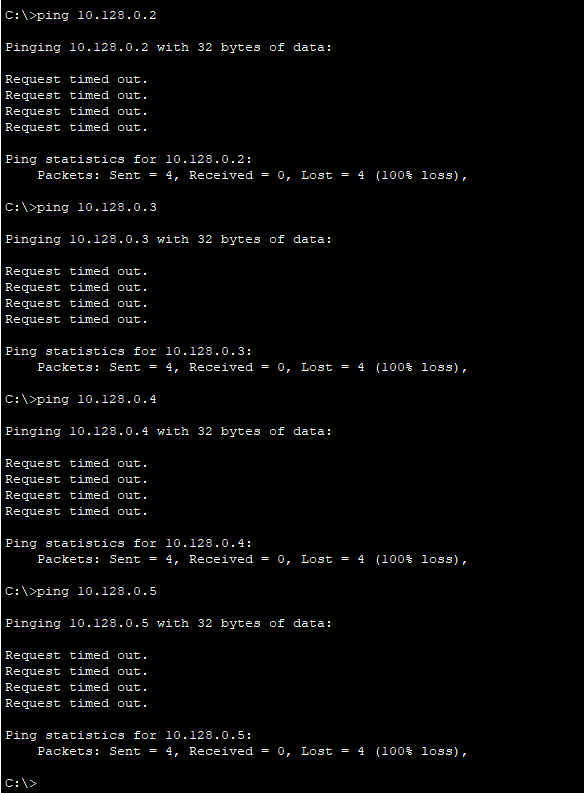 C:\>ping 10.128.0.2
Pinging 10.128.0.2 with 32 bytes of data:
Request timed out.
Request timed out.
Request timed out.
Request timed out.
Ping statistics for 10.128.0.2:
    Packets: Sent = 4, Received = 0, Lost = 4 (100% loss),
C:\>ping 10.128.0.3
Pinging 10.128.0.3 with 32 bytes of data:
Request timed out.
Request timed out.
Request timed out.
Request timed out.
Ping statistics for 10.128.0.3:
    Packets: Sent = 4, Received = 0, Lost = 4 (100% loss),
C:\>ping 10.128.0.4
Pinging 10.128.0.4 with 32 bytes of data:
Request timed out.
Request timed out.
Request timed out.
Request timed out.
Ping statistics for 10.128.0.4:
    Packets: Sent = 4, Received = 0, Lost = 4 (100% loss),
C:\>ping 10.128.0.5
Pinging 10.128.0.5 with 32 bytes of data:
Request timed out.
Request timed out.
Request timed out.
Request timed out.
Ping statistics for 10.128.0.5:
    Packets: Sent = 4, Received = 0, Lost = 4 (100% loss),
C:\>